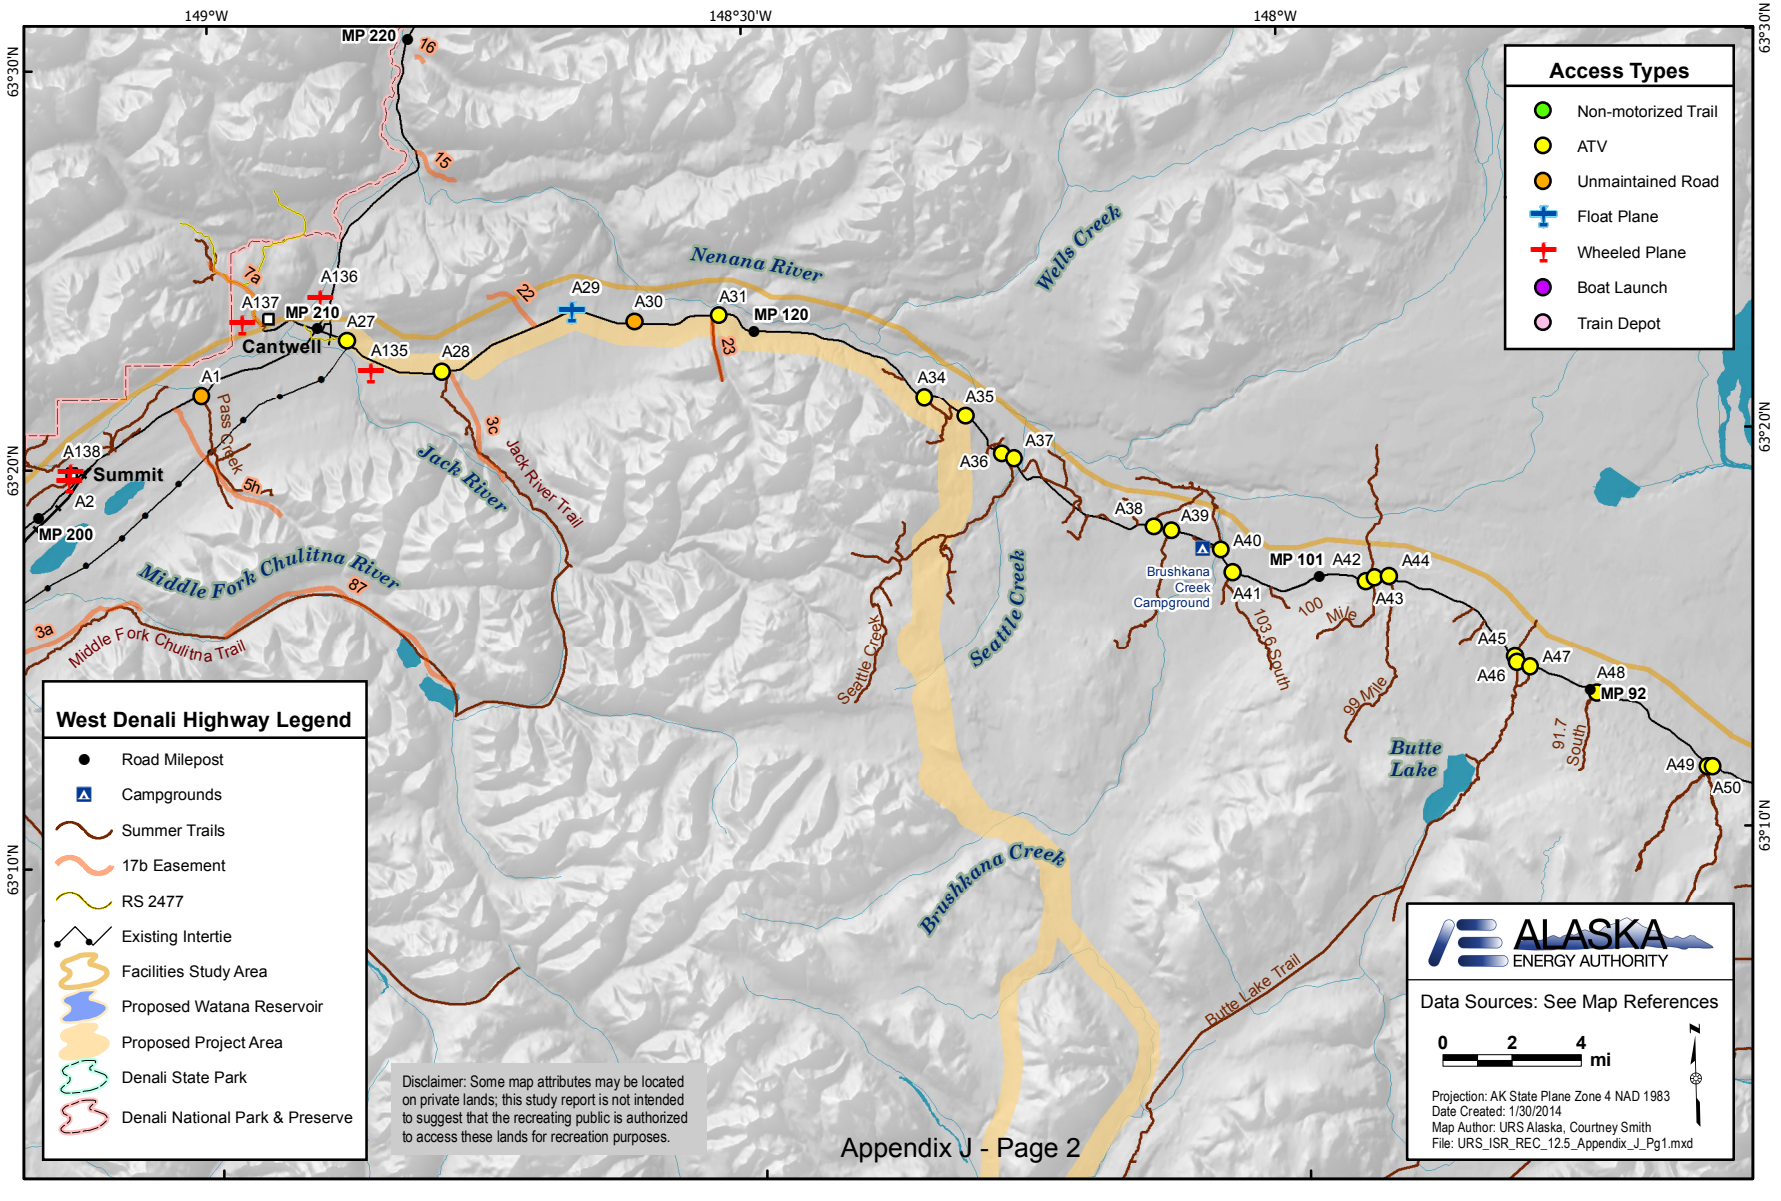 149°W
148°30'W
148°W
63°30'N
63°30'N
63°20'N
63°20'N
63°10'N
63°10'N
MP 220
16
15
Access Types
Non-motorized Trail
ATV
Unmaintained Road
Float Plane
Wheeled Plane
Boat Launch
Train Depot
Wells Creek
Nenana River
7a
A136
A137
MP 210
A27
Cantwell
A135
A28
22
A29
A30
A31
MP 120
23
A1
Pass Creek
5h
A138
Summit
A2
MP 200
3c
Jack River Trail
Jack River
A34
A35
A36
A37
A38
A39
A40
Brushkana
Creek
Campground
A41
MP 101
A42
A44
A43
100
Mile
103.6 South
99 Mile
A45
A46
A47
A48
MP 92
91.7
South
A49
A50
Butte
Lake
Seattle Creek
Seattle Creek
Middle Fork Chulitna River
87
3a
Middle Fork Chulitna Trail
Brushkana Creek
Butte Lake Trail
West Denali Highway Legend
Road Milepost
Campgrounds
Summer Trails
17b Easement
RS 2477
Existing Intertie
Facilities Study Area
Proposed Watana Reservoir
Proposed Project Area
Denali State Park
Denali National Park & Preserve
Disclaimer: Some map attributes may be located
on private lands; this study report is not intended
to suggest that the recreating public is authorized
to access these lands for recreation purposes.
Appendix J - Page 2
ALASKA
ENERGY AUTHORITY
Data Sources: See Map References
0 2 4
mi
N
Projection: AK State Plane Zone 4 NAD 1983
Date Created: 1/30/2014
Map Author: URS Alaska, Courtney Smith
File: URS_ISR_REC_12.5_Appendix_J_Pg1.mxd